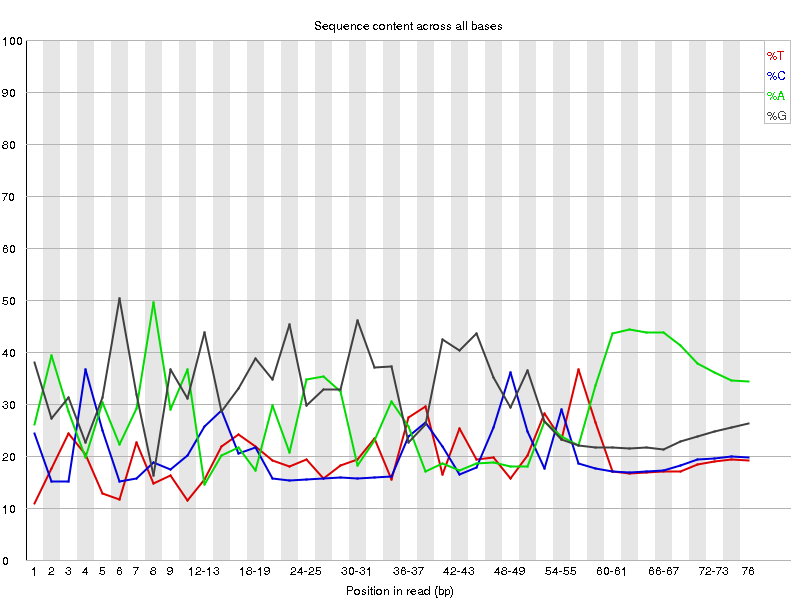 Sequence content across all bases
100
90
80
70
60
50
40
30
20
10
0
%T
%C
%A
%G
1 2 3 4 5 6 7 8 9 12-13 18-19 24-25 30-31 36-37 42-43 48-49 54-55 60-61 66-67 72-73 76
Position in read (bp)